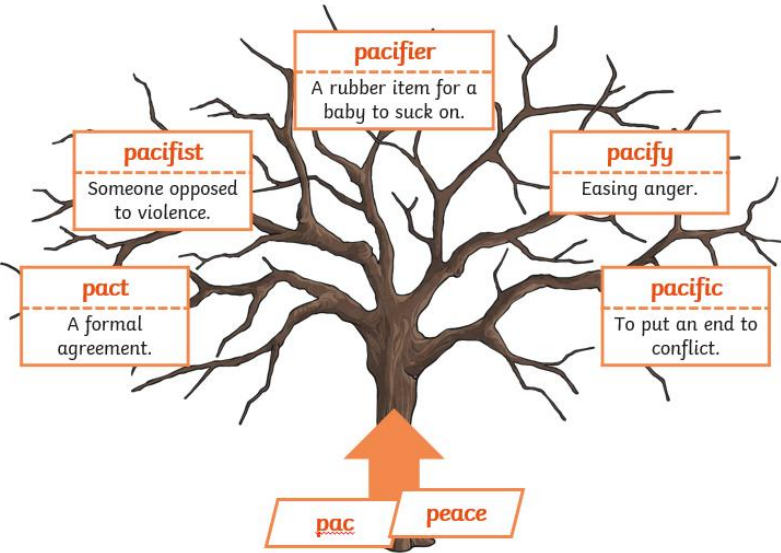 pacifier
A rubber item for a
baby to suck on.
pacifist
Someone opposed
to violence.
pacify
Easing anger.
pact
A formal
agreement.
pacific
To put an end to
conflict.
pac
peace